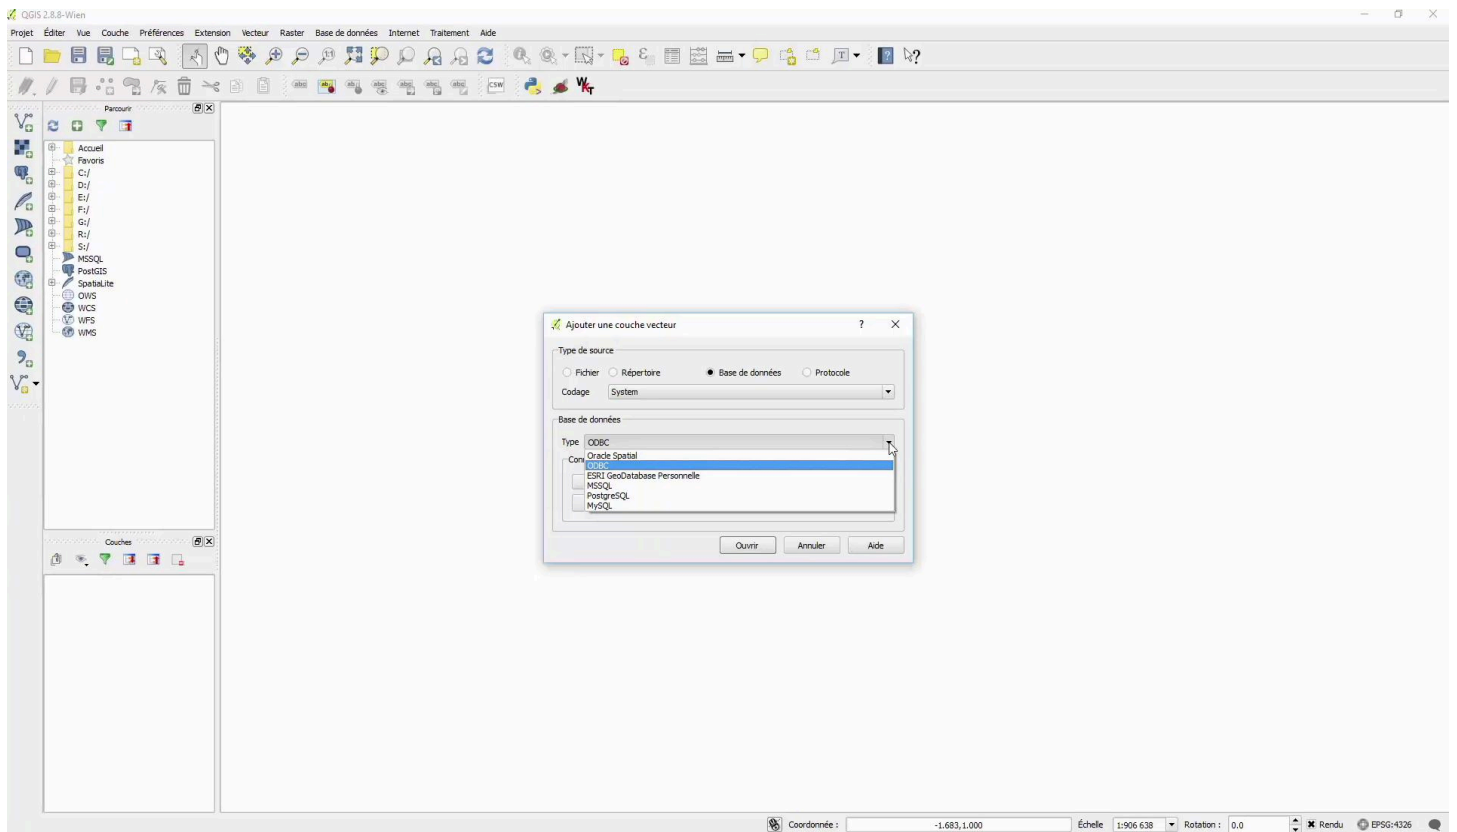 QGIS 2.8.8-Wien
Projet Éditer Vue Couche Préférences Extension Vecteur Raster Base de données Internet Traitement Aide
CSW WKT
Parcourir
Accueil
Favoris
C:/
D:/
E:/
F:/
G:/
R:/
S:/
MSSQL
PostGIS
SpatiaLite
OWS
WCS
WFS
WMS
Ajouter une couche vecteur
Type de source
Fichier Répertoire Base de données Protocole
Codage System
Base de données
Type ODBC
Oracle Spatial
ODBC
ESRI GeoDatabase Personnelle
MSSQL
PostgreSQL
MySQL
Ouvrir Annuler Aide
Couches
Coordonnée : -1.683,1.000 Échelle 1:906 638 Rotation : 0.0 Rendu EPSG:4326